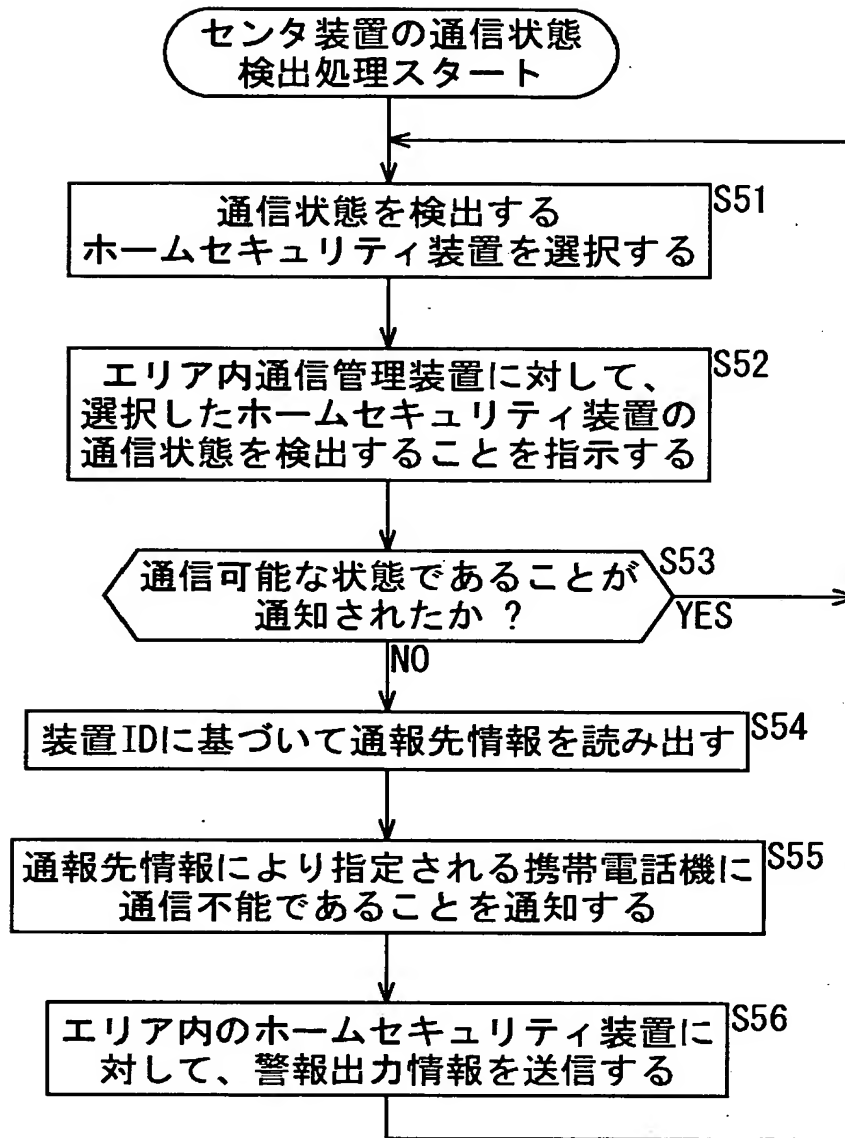 センタ装置の通信状態
検出処理スタート
通信状態を検出する
ホームセキュリティ装置を選択する
S51
エリア内通信管理装置に対して、
選択したホームセキュリティ装置の
通信状態を検出することを指示する
S52
通信可能な状態であることが
通知されたか ?
S53
YES
NO
装置IDに基づいて通報先情報を読み出す
S54
通報先情報により指定される携帯電話機に
通信不能であることを通知する
S55
エリア内のホームセキュリティ装置に
対して、警報出力情報を送信する
S56